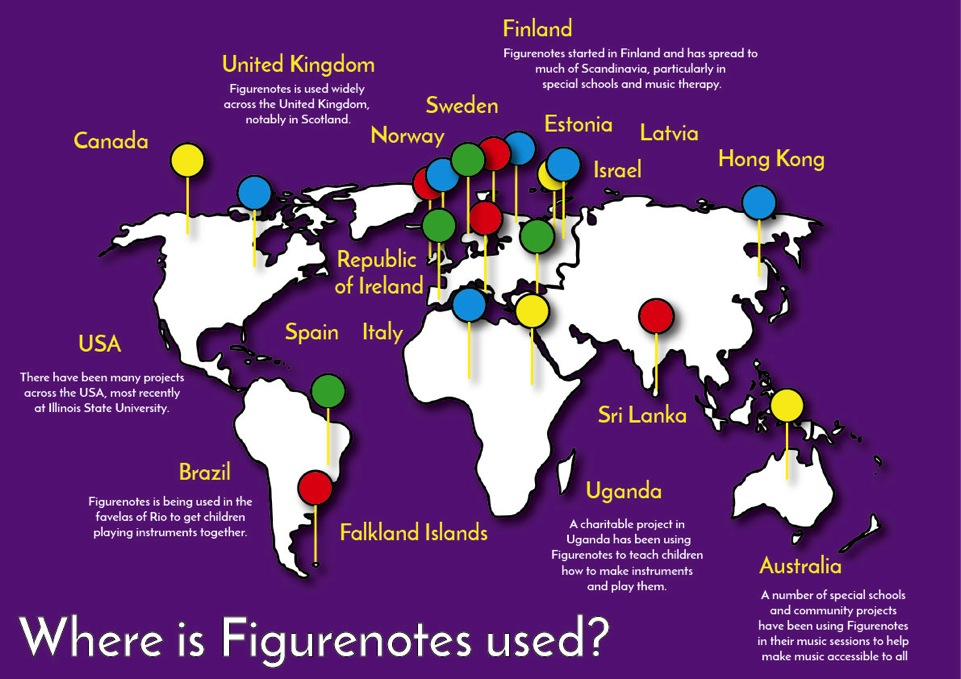 Finland
Figurenotes started in Finland and has spread to
much of Scandinavia, particularly in
special schools and music therapy.
United Kingdom
Figurenotes is used widely
across the United Kingdom,
notably in Scotland.
Sweden
Norway
Estonia
Latvia
Canada
Hong Kong
Israel
Republic
of Ireland
Spain
Italy
USA
There have been many projects
across the USA, most recently
at Illinois State University.
Sri Lanka
Brazil
Figurenotes is being used in the
favelas of Rio to get children
playing instruments together.
Falkland Islands
Uganda
A charitable project in
Uganda has been using
Figurenotes to teach children
how to make instruments
and play them.
Australia
A number of special schools
and community projects
have been using Figurenotes
in their music sessions to help
make music accessible to all
Where is Figurenotes used?